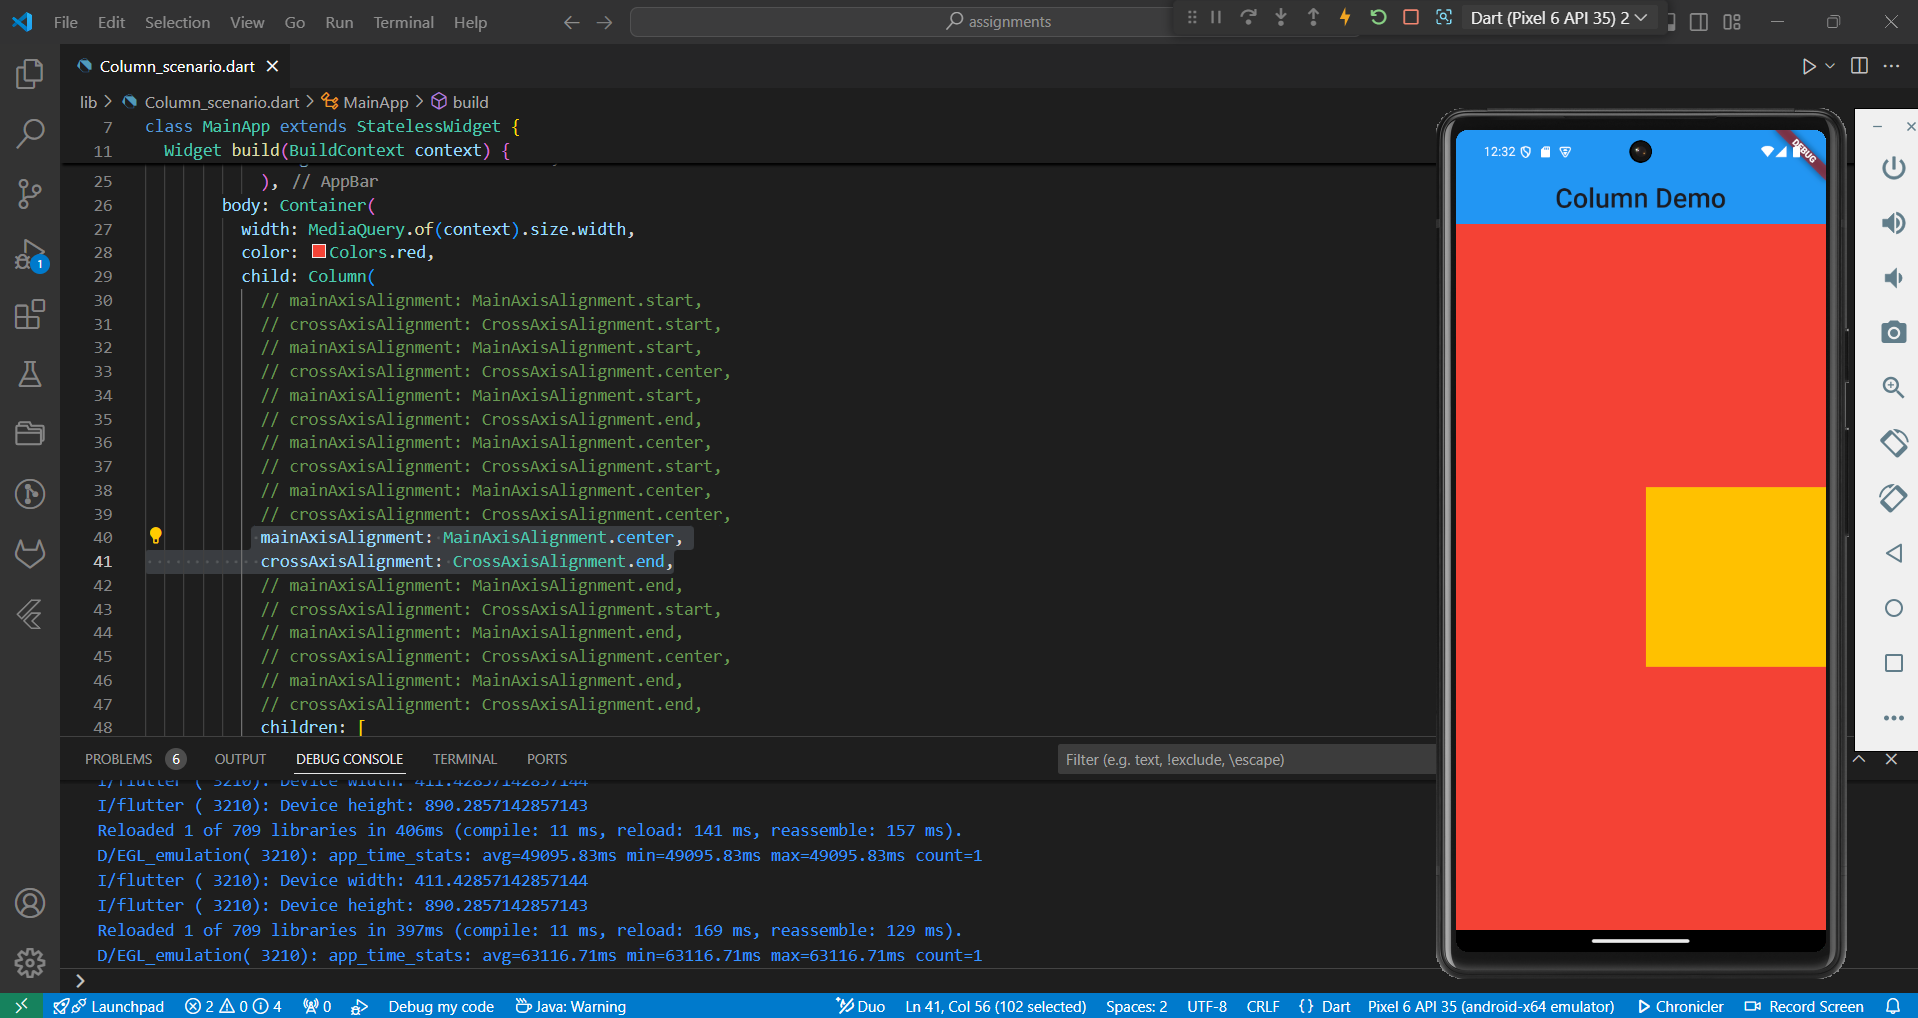 File Edit Selection View Go Run Terminal Help
assignments
Dart (Pixel 6 API 35) 2
Column_scenario.dart
lib > Column_scenario.dart > MainApp > build
7 class MainApp extends StatelessWidget {
11 Widget build(BuildContext context) {
25 ), // AppBar
26 body: Container(
27 width: MediaQuery.of(context).size.width,
28 color: Colors.red,
29 child: Column(
30 // mainAxisAlignment: MainAxisAlignment.start,
31 // crossAxisAlignment: CrossAxisAlignment.start,
32 // mainAxisAlignment: MainAxisAlignment.start,
33 // crossAxisAlignment: CrossAxisAlignment.center,
34 // mainAxisAlignment: MainAxisAlignment.start,
35 // crossAxisAlignment: CrossAxisAlignment.end,
36 // mainAxisAlignment: MainAxisAlignment.center,
37 // crossAxisAlignment: CrossAxisAlignment.start,
38 // mainAxisAlignment: MainAxisAlignment.center,
39 // crossAxisAlignment: CrossAxisAlignment.center,
40 mainAxisAlignment: MainAxisAlignment.center,
41 crossAxisAlignment: CrossAxisAlignment.end,
42 // mainAxisAlignment: MainAxisAlignment.end,
43 // crossAxisAlignment: CrossAxisAlignment.start,
44 // mainAxisAlignment: MainAxisAlignment.end,
45 // crossAxisAlignment: CrossAxisAlignment.center,
46 // mainAxisAlignment: MainAxisAlignment.end,
47 // crossAxisAlignment: CrossAxisAlignment.end,
48 children: [
1
12:32
DEBUG
Column Demo
PROBLEMS 6 OUTPUT DEBUG CONSOLE TERMINAL PORTS
Filter (e.g. text, !exclude, \escape)
I/flutter ( 3210): Device width: 411.42857142857144
I/flutter ( 3210): Device height: 890.2857142857143
Reloaded 1 of 709 libraries in 406ms (compile: 11 ms, reload: 141 ms, reassemble: 157 ms).
D/EGL_emulation( 3210): app_time_stats: avg=49095.83ms min=49095.83ms max=49095.83ms count=1
I/flutter ( 3210): Device width: 411.42857142857144
I/flutter ( 3210): Device height: 890.2857142857143
Reloaded 1 of 709 libraries in 397ms (compile: 11 ms, reload: 169 ms, reassemble: 129 ms).
D/EGL_emulation( 3210): app_time_stats: avg=63116.71ms min=63116.71ms max=63116.71ms count=1
>
Launchpad 2 0 4 0 Debug my code Java: Warning Duo Ln 41, Col 56 (102 selected) Spaces: 2 UTF-8 CRLF {} Dart Pixel 6 API 35 (android-x64 emulator) Chronicler Record Screen